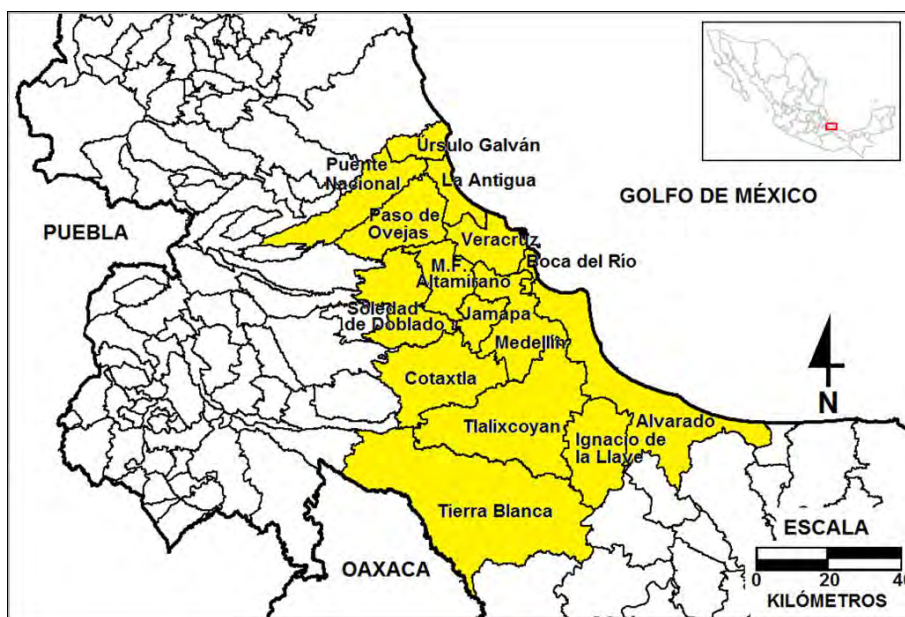 Úrsulo Galván
Puente
Nacional
La Antigua
GOLFO DE MÉXICO
PUEBLA
Paso de
Ovejas
Veracruz
Boca del Río
M.F.
Altamirano
Soledad
de Doblado
Jamapa
Medellín
N
Cotaxtla
Tlalixcoyan
Alvarado
Ignacio de
la Llave
Tierra Blanca
ESCALA
OAXACA
0 20 40
KILÓMETROS